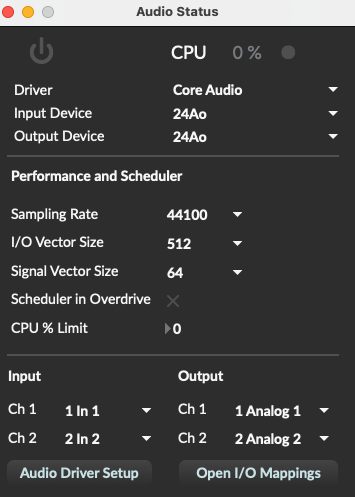 Audio Status
CPU 0 %
Driver Core Audio
Input Device 24Ao
Output Device 24Ao
Performance and Scheduler
Sampling Rate 44100
I/O Vector Size 512
Signal Vector Size 64
Scheduler in Overdrive
CPU % Limit 0
Input Output
Ch 1 1 In 1 Ch 1 1 Analog 1
Ch 2 2 In 2 Ch 2 2 Analog 2
Audio Driver Setup Open I/O Mappings